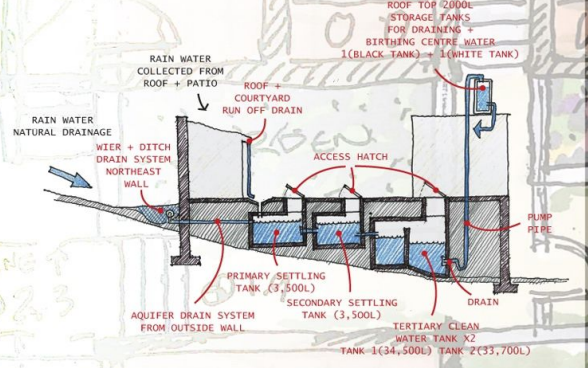 ROOF TOP 2000L
STORAGE TANKS
FOR DRAINING +
BIRTHING CENTRE WATER
1(BLACK TANK) + 1(WHITE TANK)
RAIN WATER
COLLECTED FROM
ROOF + PATIO
ROOF +
COURTYARD
RUN OFF DRAIN
RAIN WATER
NATURAL DRAINAGE
WIER + DITCH
DRAIN SYSTEM
NORTHEAST
WALL
ACCESS HATCH
PUMP
PIPE
PRIMARY SETTLING
TANK (3,500L)
SECONDARY SETTLING
TANK (3,500L)
DRAIN
AQUIFER DRAIN SYSTEM
FROM OUTSIDE WALL
TERTIARY CLEAN
WATER TANK X2
TANK 1(34,500L) TANK 2(33,700L)